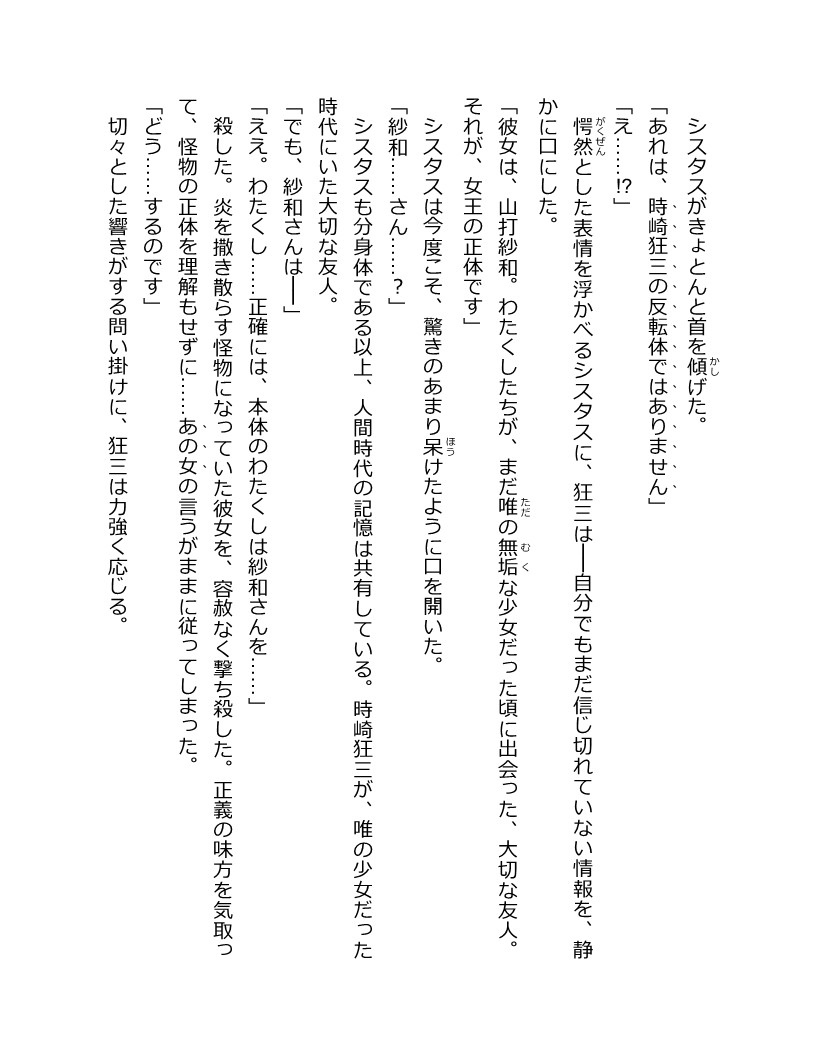 シスタスがきょとんと首を傾げた。
「あれは、時崎狂三の反転体ではありません」
「え……!?」
愕然とした表情を浮かべるシスタスに、狂三は──自分でもまだ信じ切れていない情報を、静
かに口にした。
「彼女は、山打紗和。わたくしたちが、まだ唯の無垢な少女だった頃に出会った、大切な友人。
それが、女王の正体です」
シスタスは今度こそ、驚きのあまり呆けたように口を開いた。
「紗和……さん……?」
シスタスも分身体である以上、人間時代の記憶は共有している。時崎狂三が、唯の少女だった
時代にいた大切な友人。
「でも、紗和さんは──」
「ええ。わたくし……正確には、本体のわたくしは紗和さんを……」
殺した。炎を撒き散らす怪物になっていた彼女を、容赦なく撃ち殺した。正義の味方を気取っ
て、怪物の正体を理解もせずに……あの女の言うがままに従ってしまった。
「どう……するのです」
切々とした響きがする問い掛けに、狂三は力強く応じる。